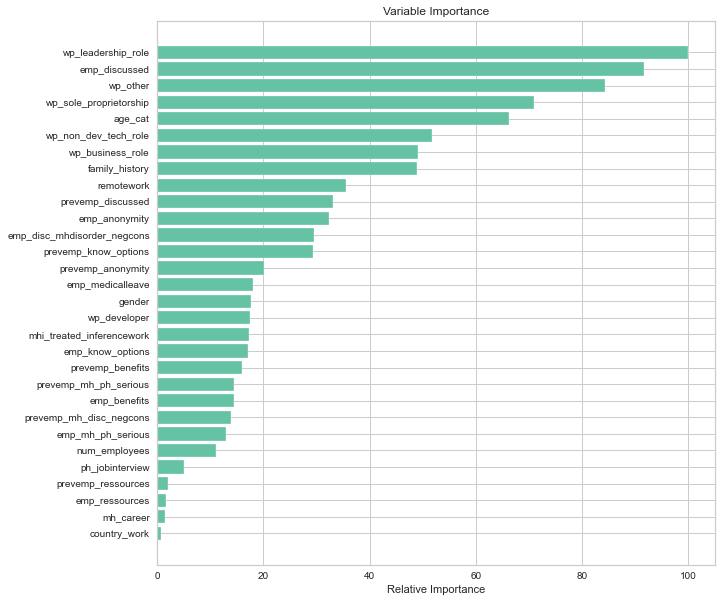 Variable Importance
wp_leadership_role
emp_discussed
wp_other
wp_sole_proprietorship
age_cat
wp_non_dev_tech_role
wp_business_role
family_history
remotework
prevemp_discussed
emp_anonymity
emp_disc_mhdisorder_negcons
prevemp_know_options
prevemp_anonymity
emp_medicalleave
gender
wp_developer
mhi_treated_inferencework
emp_know_options
prevemp_benefits
prevemp_mh_ph_serious
emp_benefits
prevemp_mh_disc_negcons
emp_mh_ph_serious
num_employees
ph_jobinterview
prevemp_ressources
emp_ressources
mh_career
country_work
0 20 40 60 80 100
Relative Importance